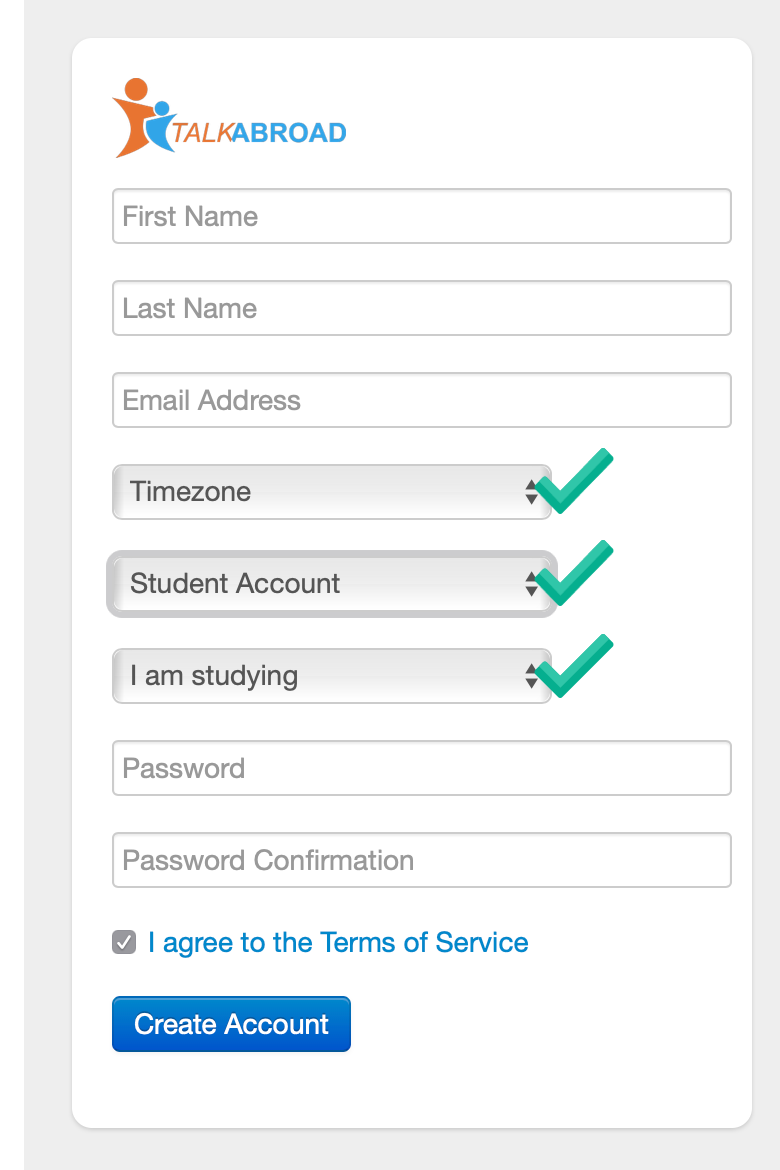 TALKABROAD
First Name
Last Name
Email Address
Timezone
Student Account
I am studying
Password
Password Confirmation
I agree to the Terms of Service
Create Account